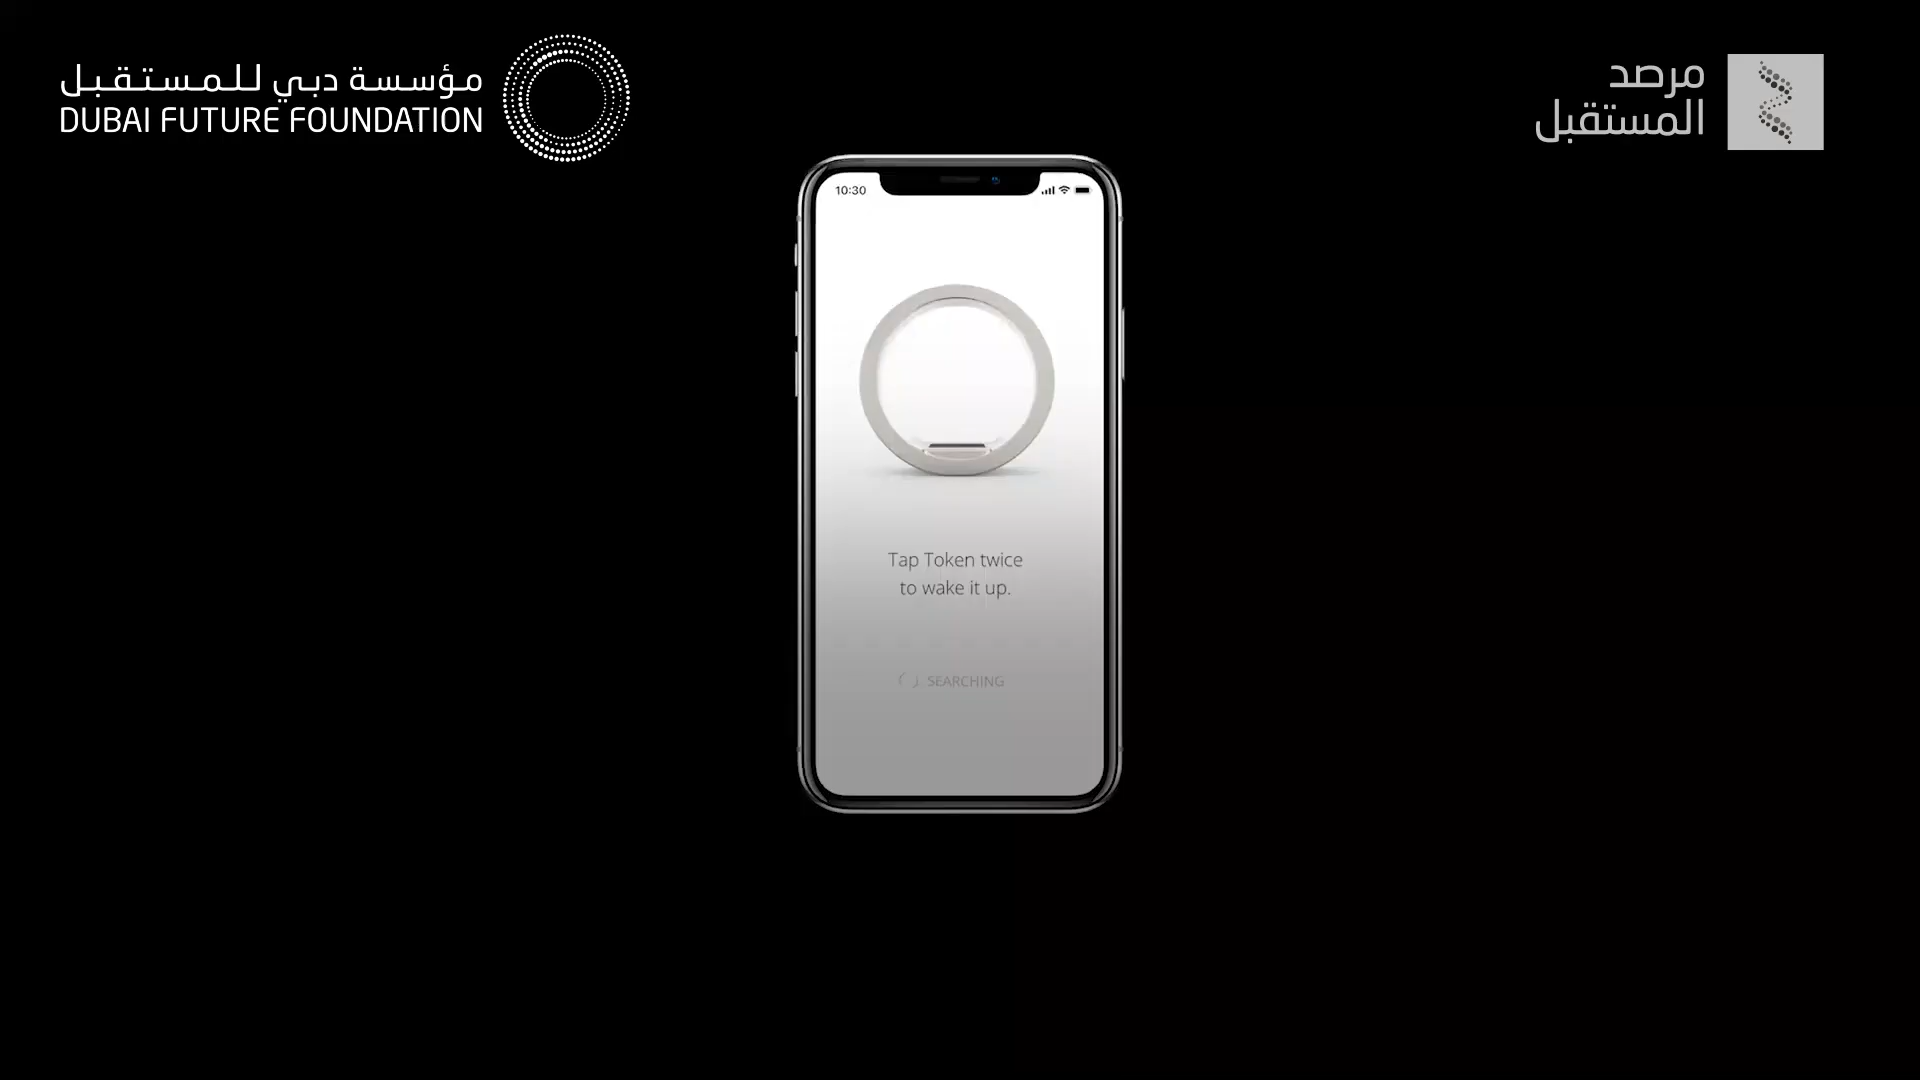 مؤسسة دبي للمستقبل
DUBAI FUTURE FOUNDATION
مرصد
المستقبل
10:30
Tap Token twice
to wake it up.
SEARCHING